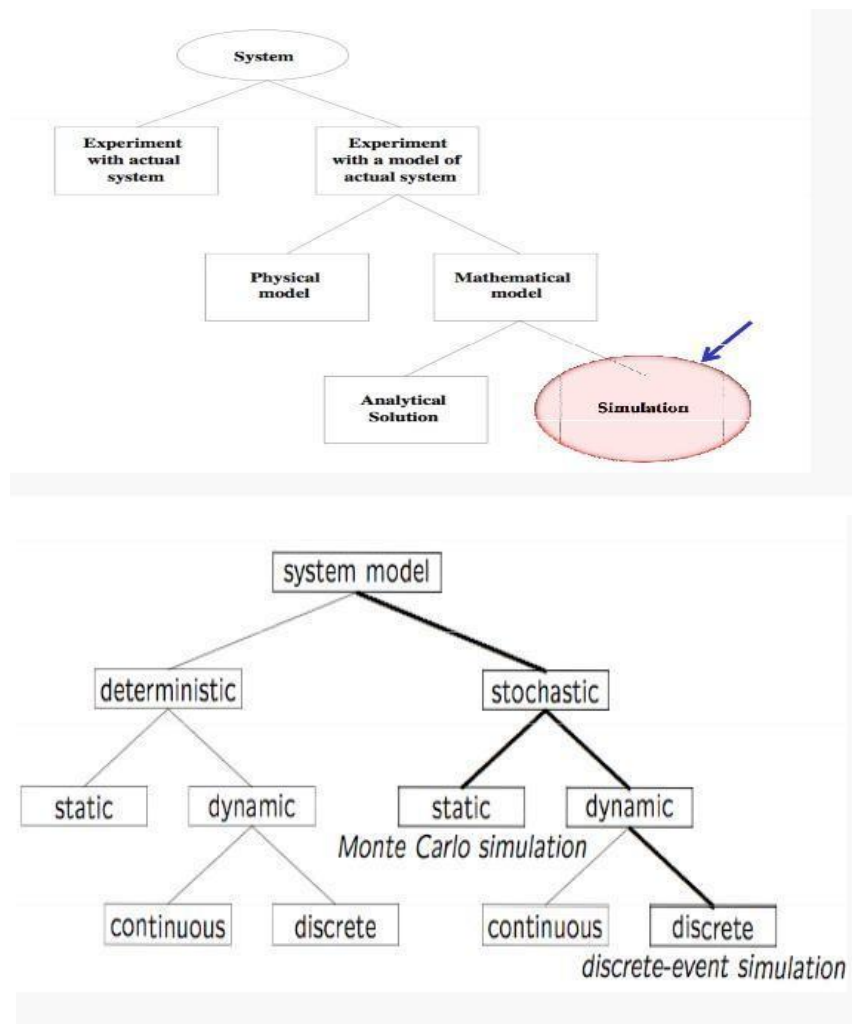 System
Experiment
with actual
system
Experiment
with a model of
actual system
Physical
model
Mathematical
model
Analytical
Solution
Simulation
system model
deterministic
stochastic
static
dynamic
static
dynamic
Monte Carlo simulation
continuous
discrete
continuous
discrete
discrete-event simulation